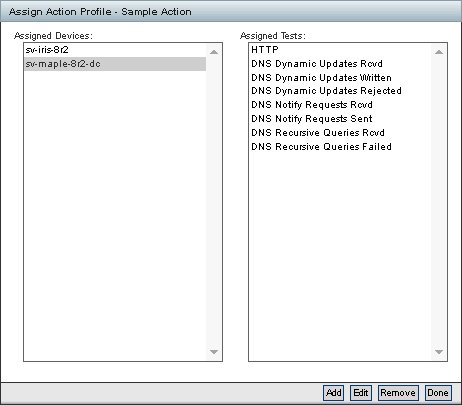 Assign Action Profile - Sample Action
Assigned Devices:
sv-iris-8r2
sv-maple-8r2-dc
Assigned Tests:
HTTP
DNS Dynamic Updates Rcvd
DNS Dynamic Updates Written
DNS Dynamic Updates Rejected
DNS Notify Requests Rcvd
DNS Notify Requests Sent
DNS Recursive Queries Rcvd
DNS Recursive Queries Failed
Add Edit Remove Done